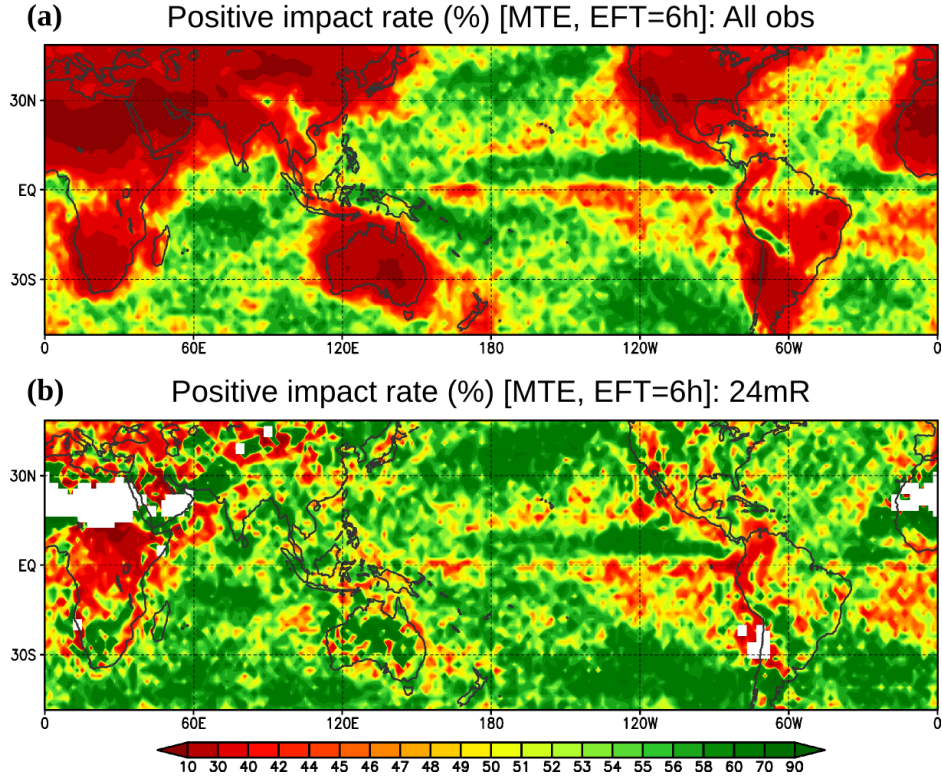 (a) Positive impact rate (%) [MTE, EFT=6h]: All obs
30N
EQ
30S
0 60E 120E 180 120W 60W 0
(b) Positive impact rate (%) [MTE, EFT=6h]: 24mR
30N
EQ
30S
0 60E 120E 180 120W 60W 0
10 30 40 42 44 45 46 47 48 49 50 51 52 53 54 55 56 58 60 70 90